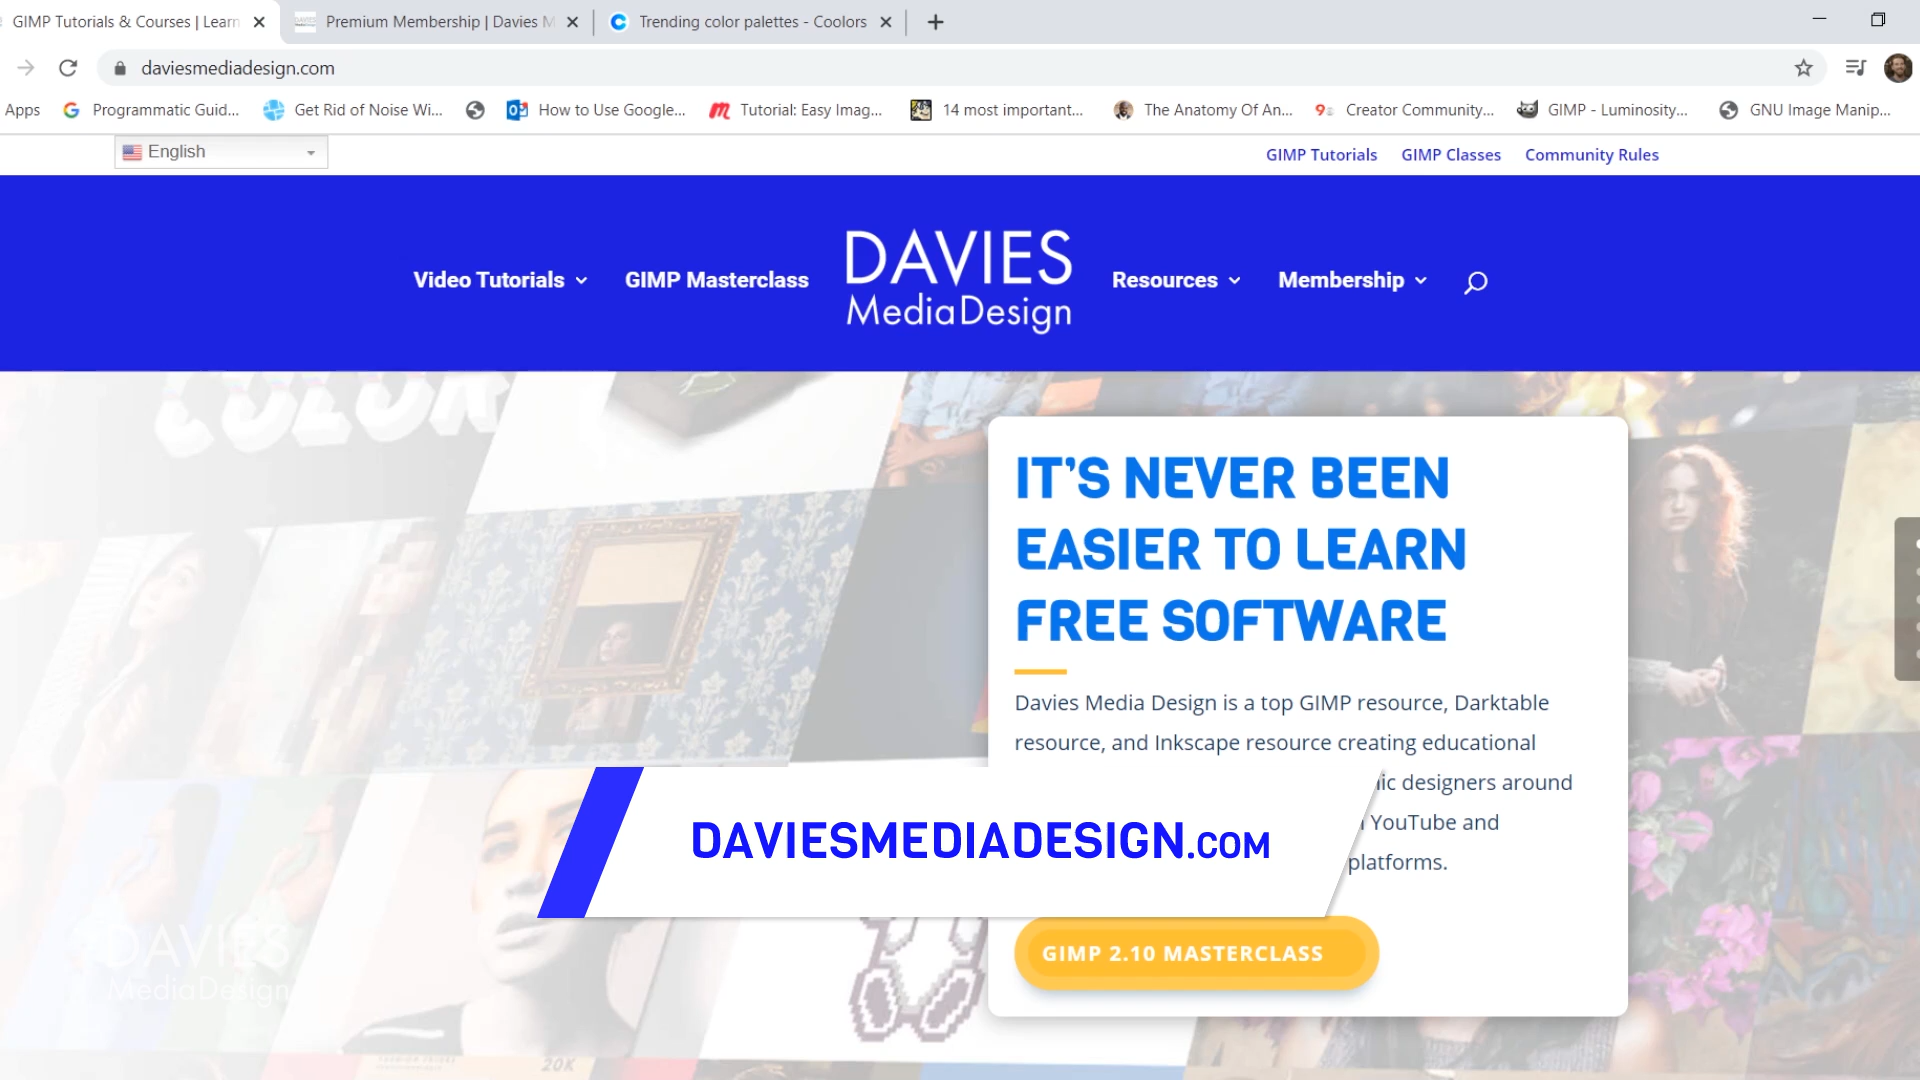 GIMP Tutorials & Courses | Learn
Premium Membership | Davies M
Trending color palettes - Coolors
daviesmediadesign.com
Apps
Programmatic Guid...
Get Rid of Noise Wi...
How to Use Google...
Tutorial: Easy Imag...
14 most important...
The Anatomy Of An...
Creator Community...
GIMP - Luminosity...
GNU Image Manip...
English
GIMP Tutorials
GIMP Classes
Community Rules
Video Tutorials
GIMP Masterclass
DAVIES
MediaDesign
Resources
Membership
COLOR
IT'S NEVER BEEN
EASIER TO LEARN
FREE SOFTWARE
Davies Media Design is a top GIMP resource, Darktable
resource, and Inkscape resource creating educational
ic designers around
YouTube and
platforms.
DAVIESMEDIADESIGN.COM
GIMP 2.10 MASTERCLASS
DAVIES
MediaDesign
20K